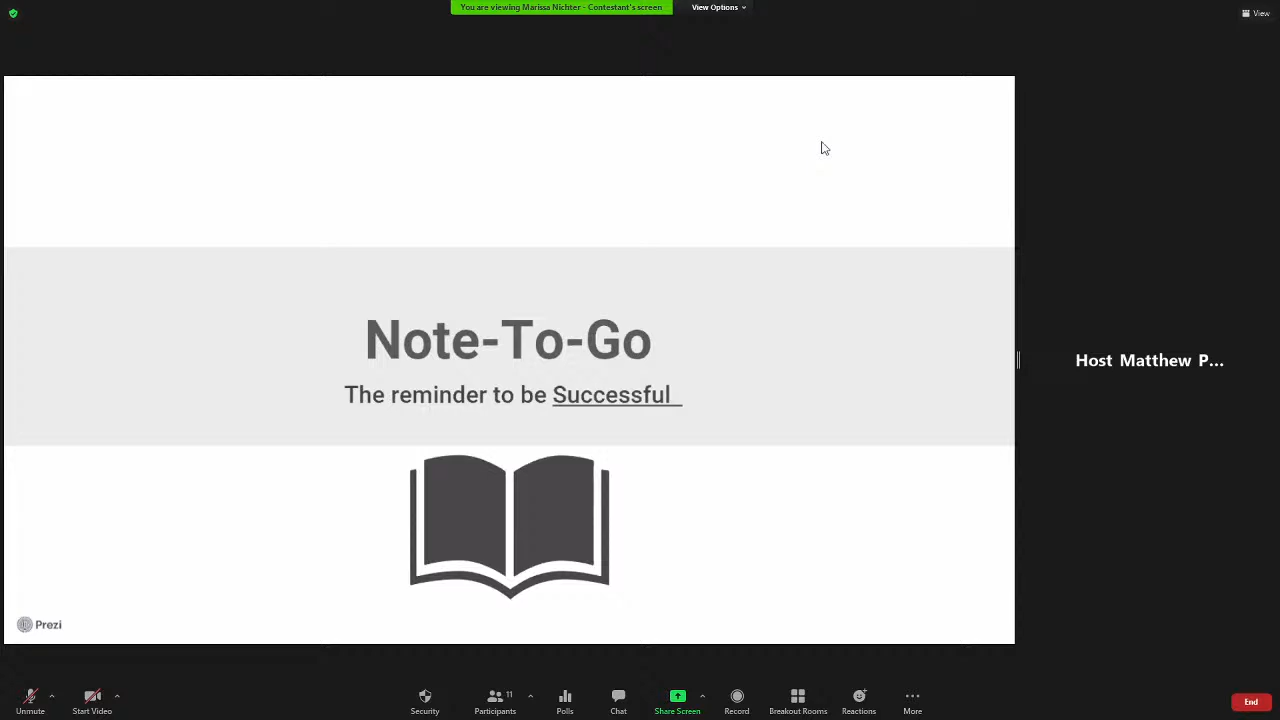 You are viewing Marissa Nichter - Contestant's screen
View Options
View
Note-To-Go
The reminder to be Successful
Host Matthew P...
Prezi
11
Unmute
Start Video
Security
Participants
Polls
Chat
Share Screen
Record
Breakout Rooms
Reactions
More
End